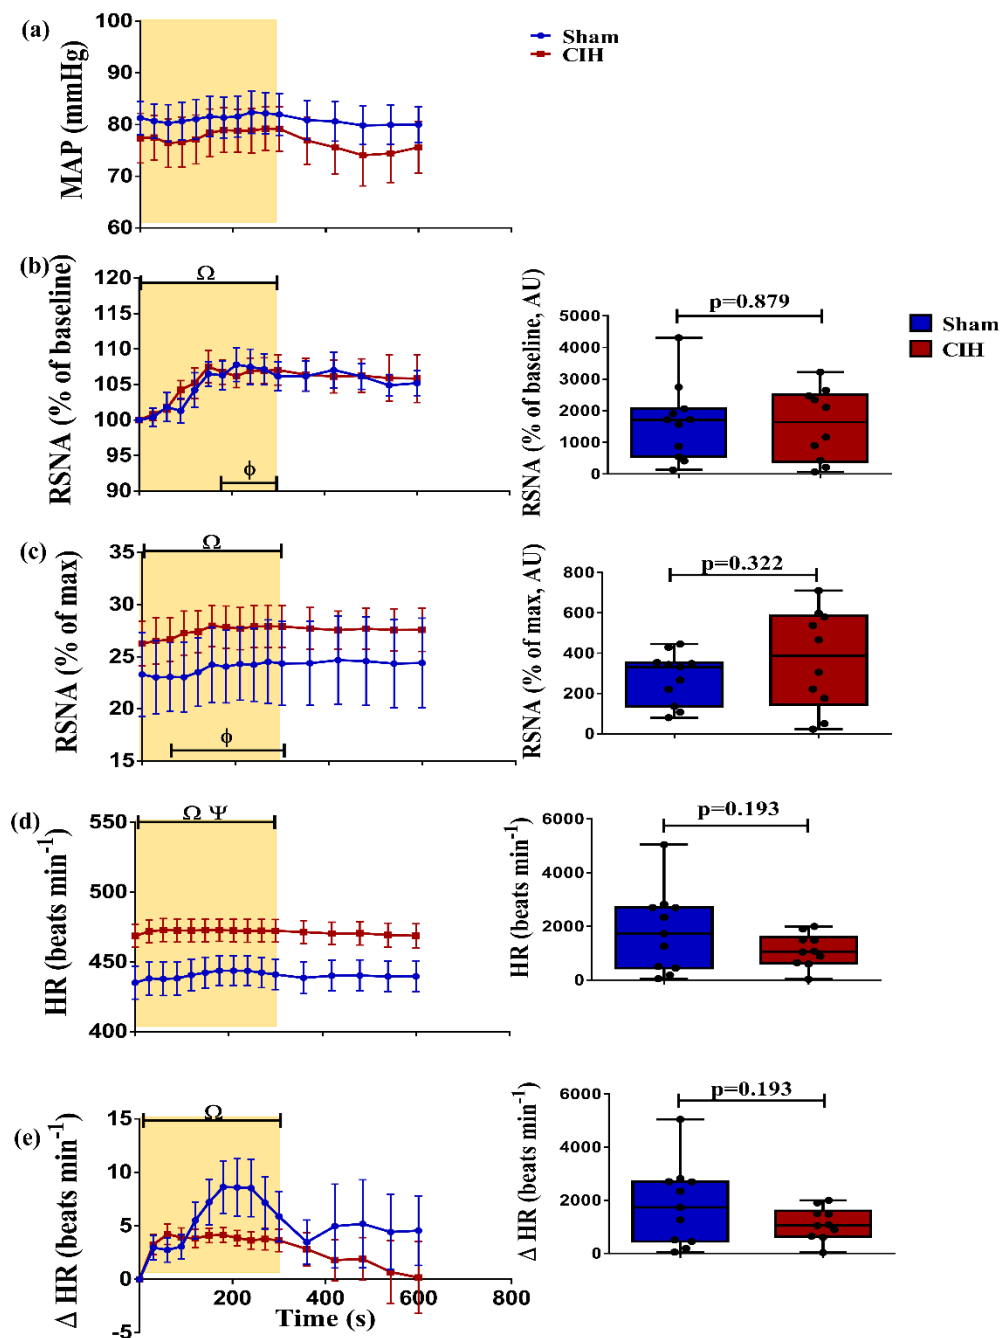 (a)
MAP (mmHg)
100
90
80
70
60
Sham
CIH
(b)
RSNA (% of baseline)
120
115
110
105
100
95
90
Ω
ϕ
RSNA (% of baseline, AU)
5000
4000
3000
2000
1000
0
p=0.879
Sham
CIH
(c)
RSNA (% of max)
35
31
28
24
19
15
Ω
ϕ
RSNA (% of max, AU)
800
600
400
200
0
p=0.322
(d)
HR (beats min⁻¹)
550
500
450
400
Ω Ψ
HR (beats min⁻¹)
6000
4000
2000
0
p=0.193
(e)
Δ HR (beats min⁻¹)
15
10
5
0
-5
Ω
200
400
600
800
Time (s)
Δ HR (beats min⁻¹)
6000
4000
2000
0
p=0.193